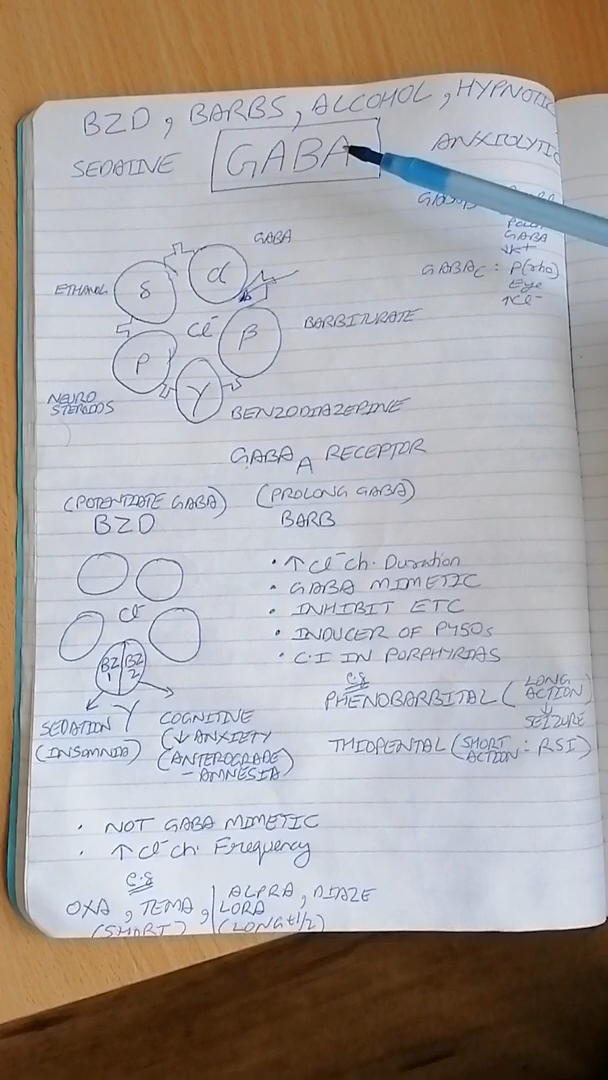 BZD, BARBS, ALCOHOL, HYPNOTIC
SEDATINE GABA ANXIOLYTIC
GABA
↓K+
GABA
ETHANOL δ α
Cl-
BARBITURATE
β
ρ
γ
NEURO
STEROIDS
BENZODIAZEPINE
GABAC : P(rho)
Eye
↑Cl-
GABA A RECEPTOR
(POTENTIATE GABA)
BZD
(PROLONG GABA)
BARB
Cl-
BZ 1 BZ 2
SEDATION
(INSOMNIA)
γ
COGNITIVE
(↓ ANXIETY
(ANTEROGRADE
-AMNESIA)
• ↑ Cl- ch. Duration
• GABA MIMETIC
• INHIBIT ETC
• INDUCER OF P450s
• C.I IN PORPHYRIAS
e.g
PHENOBARBITAL (LONG ACTION)
↓
SEIZURE
THIOPENTAL (SHORT ACTION : RSI)
• NOT GABA MIMETIC
• ↑ Cl- ch. Frequency
e.g
OXA, TEMA, | ALPRA, DIAZE
LORA
(SHORT) (LONG t1/2)